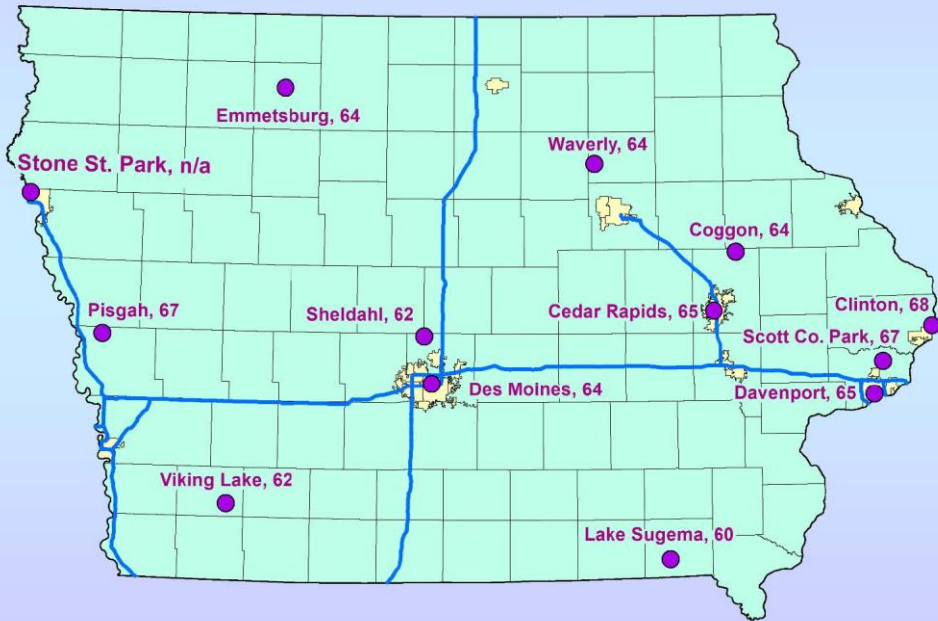 Emmetsburg, 64
Waverly, 64
Stone St. Park, n/a
Coggon, 64
Pisgah, 67
Sheldahl, 62
Cedar Rapids, 65
Clinton, 68
Scott Co. Park, 67
Des Moines, 64
Davenport, 65
Viking Lake, 62
Lake Sugema, 60